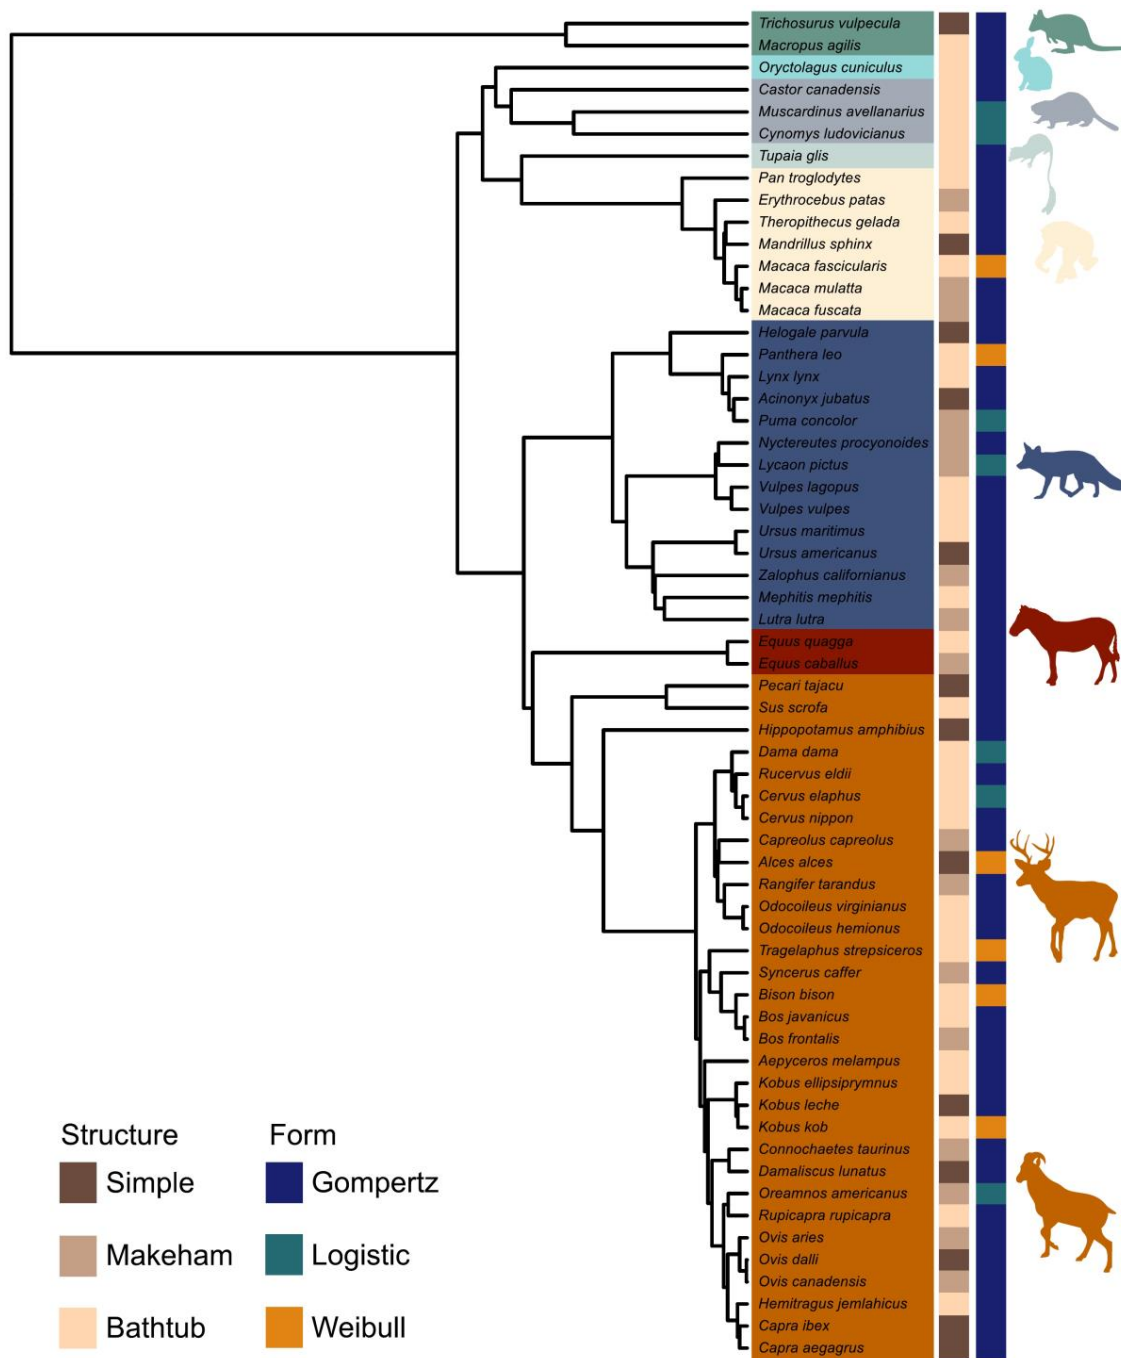 Trichosurus vulpecula
Macropus agilis
Oryctolagus cuniculus
Castor canadensis
Muscardinus avellanarius
Cynomys ludovicianus
Tupaia glis
Pan troglodytes
Erythrocebus patas
Theropithecus gelada
Mandrillus sphinx
Macaca fascicularis
Macaca mulatta
Macaca fuscata
Helogale parvula
Panthera leo
Lynx lynx
Acinonyx jubatus
Puma concolor
Nyctereutes procyonoides
Lycaon pictus
Vulpes lagopus
Vulpes vulpes
Ursus maritimus
Ursus americanus
Zalophus californianus
Mephitis mephitis
Lutra lutra
Equus quagga
Equus caballus
Pecari tajacu
Sus scrofa
Hippopotamus amphibius
Dama dama
Rucervus eldii
Cervus elaphus
Cervus nippon
Capreolus capreolus
Alces alces
Rangifer tarandus
Odocoileus virginianus
Odocoileus hemionus
Tragelaphus strepsiceros
Syncerus caffer
Bison bison
Bos javanicus
Bos frontalis
Aepyceros melampus
Kobus ellipsiprymnus
Kobus leche
Kobus kob
Connochaetes taurinus
Damaliscus lunatus
Oreamnos americanus
Rupicapra rupicapra
Ovis aries
Ovis dalli
Ovis canadensis
Hemitragus jemlahicus
Capra ibex
Capra aegagrus
Structure
Simple
Makeham
Bathtub
Form
Gompertz
Logistic
Weibull